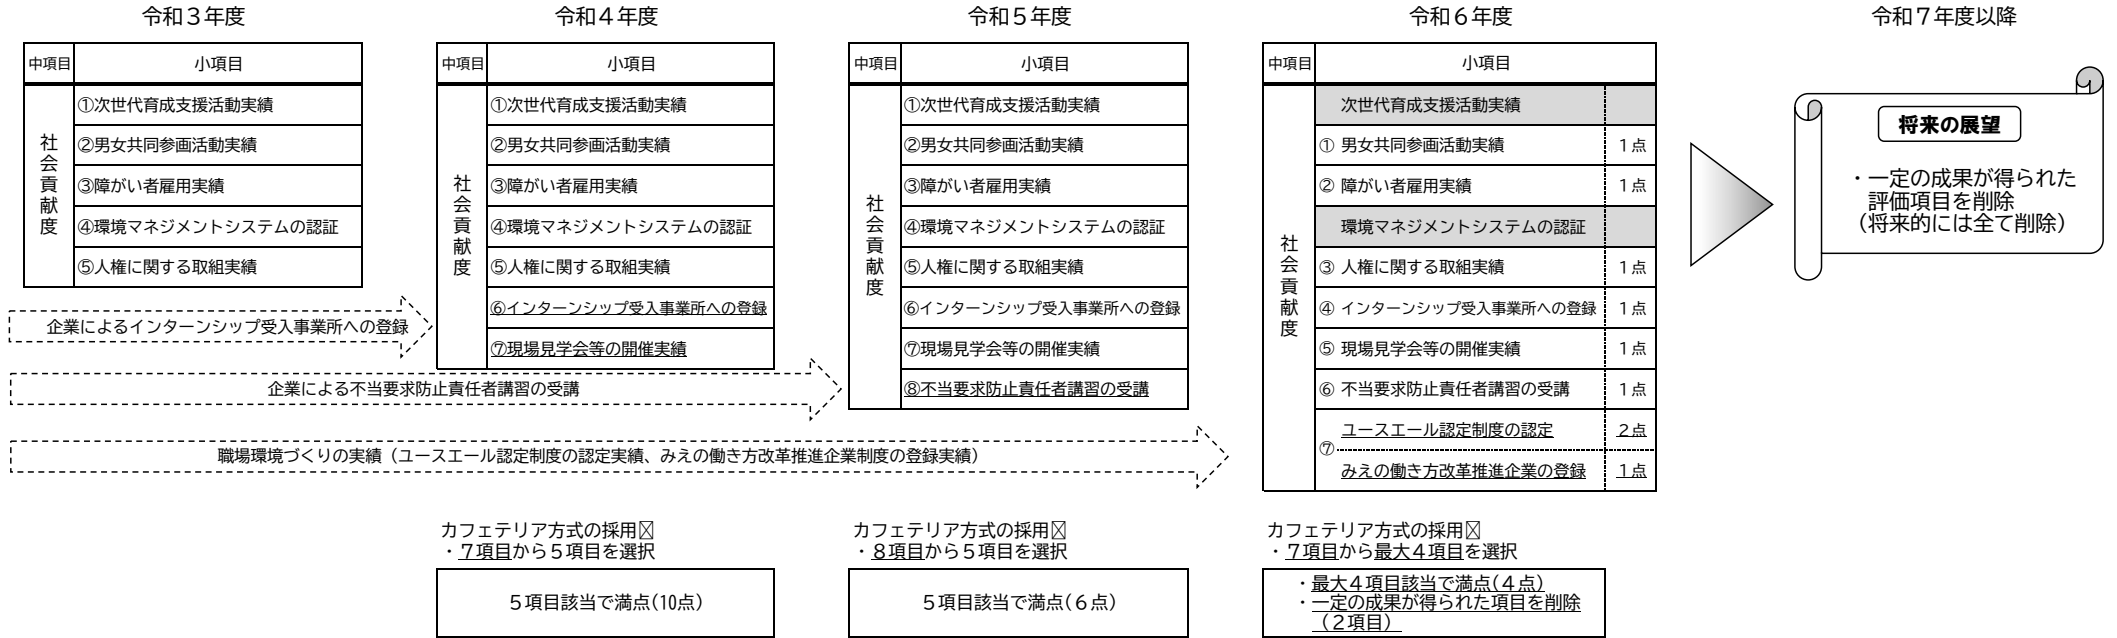 令和３年度
中項目 小項目
社会貢献度
①次世代育成支援活動実績
②男女共同参画活動実績
③障がい者雇用実績
④環境マネジメントシステムの認証
⑤人権に関する取組実績
令和４年度
中項目 小項目
社会貢献度
①次世代育成支援活動実績
②男女共同参画活動実績
③障がい者雇用実績
④環境マネジメントシステムの認証
⑤人権に関する取組実績
⑥インターンシップ受入事業所への登録
⑦現場見学会等の開催実績
令和５年度
中項目 小項目
社会貢献度
①次世代育成支援活動実績
②男女共同参画活動実績
③障がい者雇用実績
④環境マネジメントシステムの認証
⑤人権に関する取組実績
⑥インターンシップ受入事業所への登録
⑦現場見学会等の開催実績
⑧不当要求防止責任者講習の受講
令和６年度
中項目 小項目
社会貢献度
次世代育成支援活動実績
① 男女共同参画活動実績 １点
② 障がい者雇用実績 １点
環境マネジメントシステムの認証
③ 人権に関する取組実績 １点
④ インターンシップ受入事業所への登録 １点
⑤ 現場見学会等の開催実績 １点
⑥ 不当要求防止責任者講習の受講 １点
⑦
ユースエール認定制度の認定 ２点
みえの働き方改革推進企業の登録 １点
令和７年度以降
将来の展望
・一定の成果が得られた
評価項目を削除
（将来的には全て削除）
企業によるインターンシップ受入事業所への登録
企業による不当要求防止責任者講習の受講
職場環境づくりの実績（ユースエール認定制度の認定実績、みえの働き方改革推進企業制度の登録実績）
カフェテリア方式の採用
・７項目から５項目を選択
５項目該当で満点(10点)
カフェテリア方式の採用
・８項目から５項目を選択
５項目該当で満点(６点)
カフェテリア方式の採用
・７項目から最大４項目を選択
・最大４項目該当で満点(４点)
・一定の成果が得られた項目を削除
（２項目）